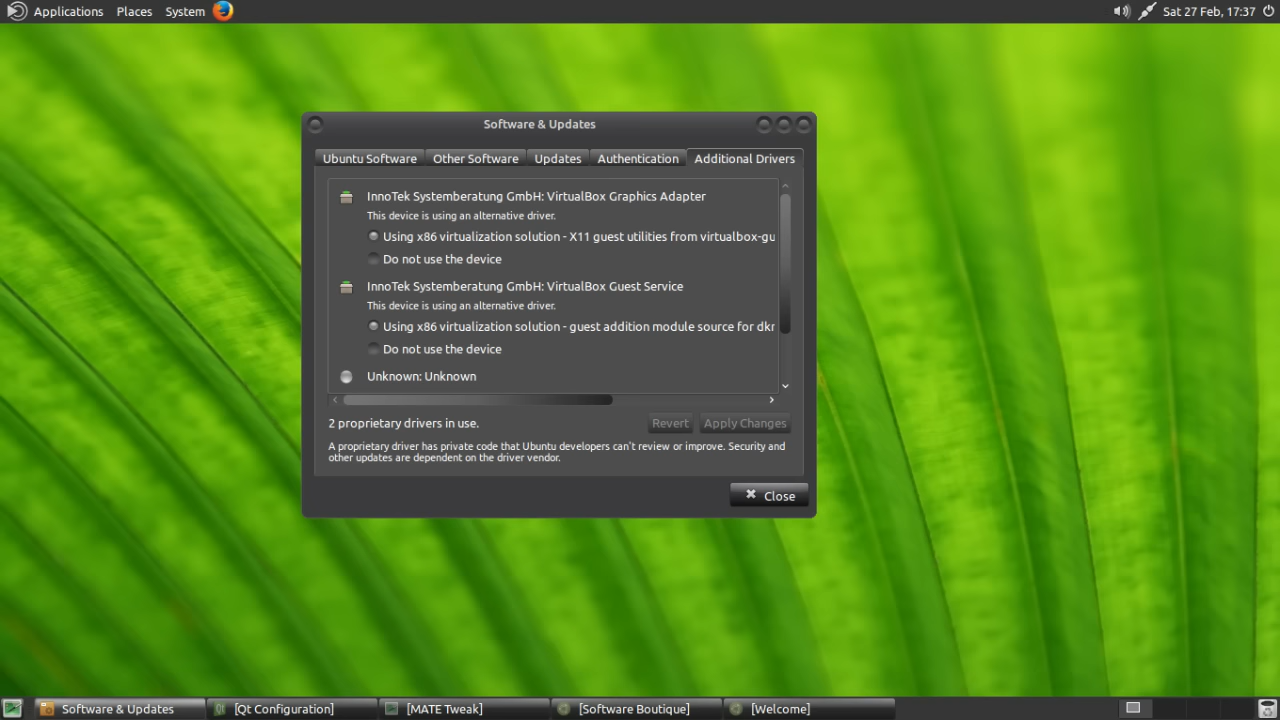 Applications Places System
Sat 27 Feb, 17:37
Software & Updates
Ubuntu Software Other Software Updates Authentication Additional Drivers
InnoTek Systemberatung GmbH: VirtualBox Graphics Adapter
This device is using an alternative driver.
Using x86 virtualization solution - X11 guest utilities from virtualbox-gu
Do not use the device
InnoTek Systemberatung GmbH: VirtualBox Guest Service
This device is using an alternative driver.
Using x86 virtualization solution - guest addition module source for dkr
Do not use the device
Unknown: Unknown
2 proprietary drivers in use.
Revert Apply Changes
A proprietary driver has private code that Ubuntu developers can't review or improve. Security and
other updates are dependent on the driver vendor.
Close
Software & Updates [Qt Configuration] [MATE Tweak] [Software Boutique] [Welcome]